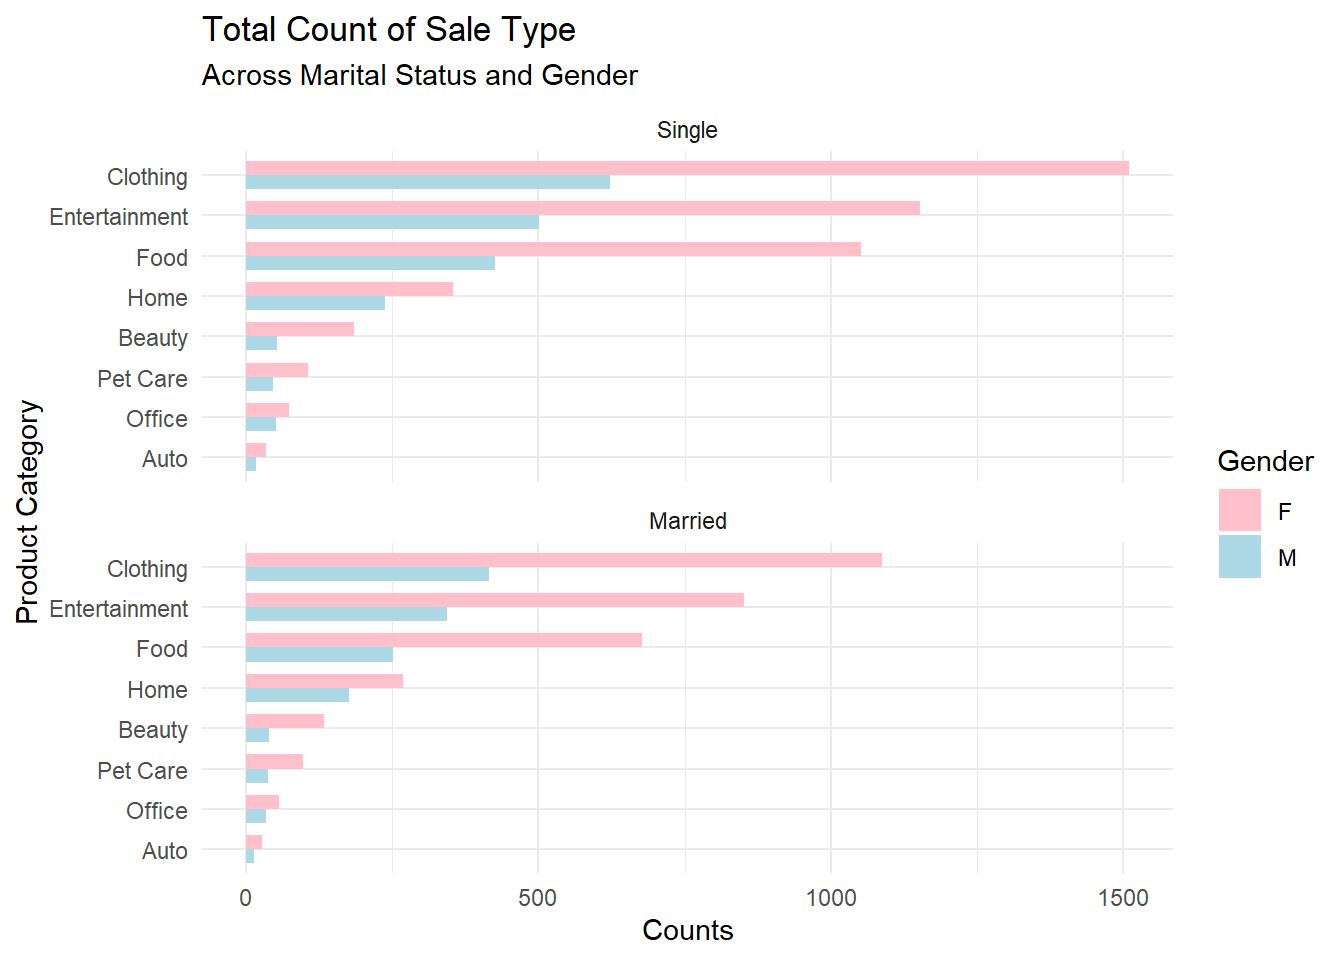 Total Count of Sale Type
Across Marital Status and Gender
Single
Clothing
Entertainment
Food
Home
Beauty
Pet Care
Office
Auto
Married
Clothing
Entertainment
Food
Home
Beauty
Pet Care
Office
Auto
0 500 1000 1500
Counts
Product Category
Gender
F
M